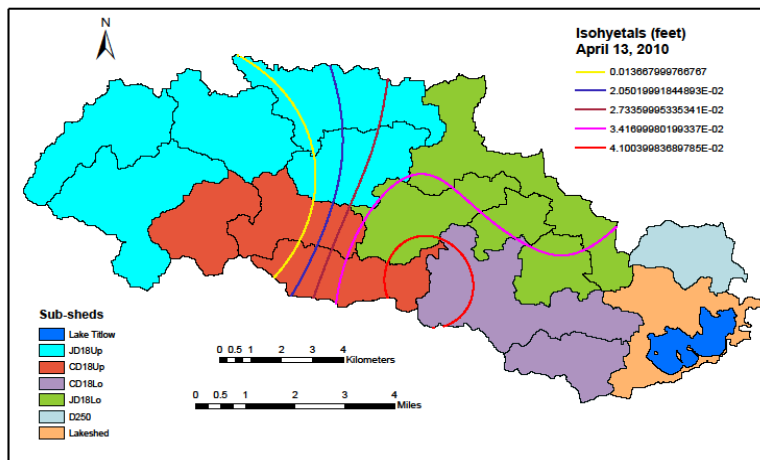 N
Isohyetals (feet)
April 13, 2010
0.013667999766767
2.05019991844893E-02
2.73359995335341E-02
3.41699980199337E-02
4.10039983689785E-02
Sub-sheds
Lake Titlow
JD18Up
CD18Up
CD18Lo
JD18Lo
D250
Lakeshed
0 0.5 1 2 3 4
Kilometers
0 0.5 1 2 3 4
Miles